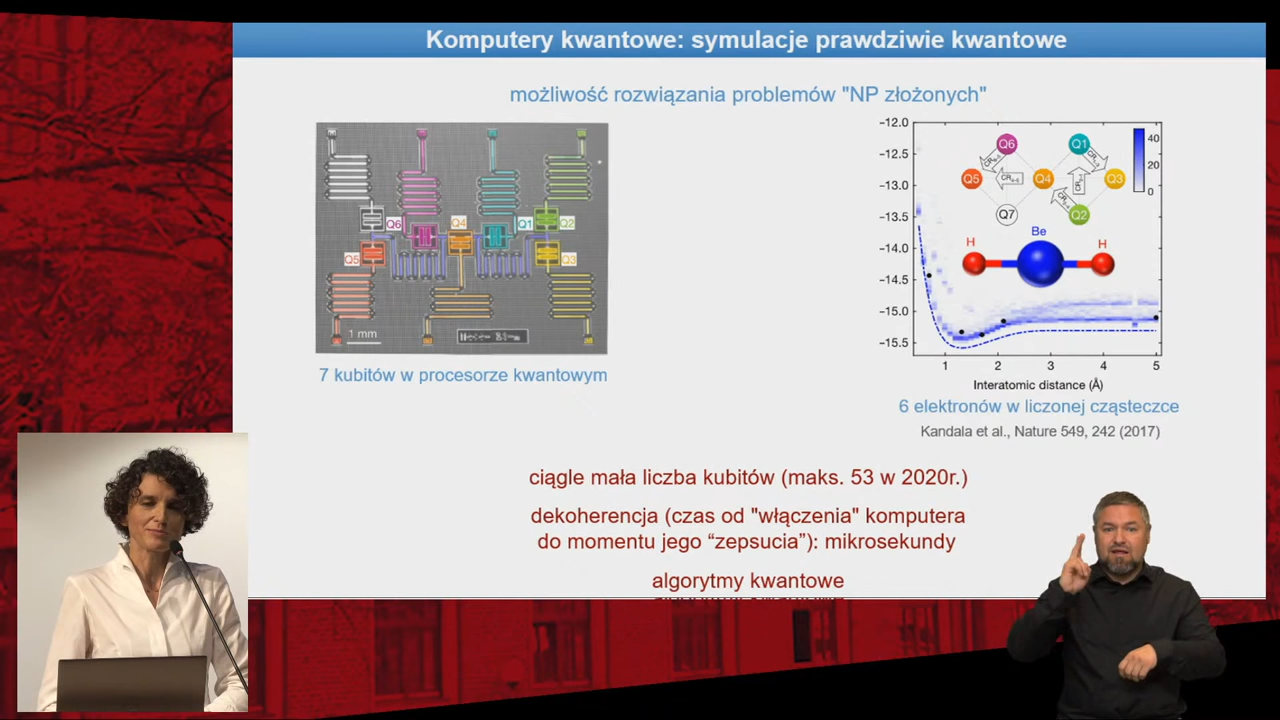 Komputery kwantowe: symulacje prawdziwie kwantowe
możliwość rozwiązania problemów "NP złożonych"
Q6
Q4
Q1
Q2
Q5
Q3
1 mm
7 kubitów w procesorze kwantowym
−12.0
−12.5
−13.0
−13.5
−14.0
−14.5
−15.0
−15.5
40
20
0
Q6
Q1
Q5
Q4
Q3
Q7
Q2
H
Be
H
1
2
3
4
5
Interatomic distance (Å)
6 elektronów w liczonej cząsteczce
Kandala et al., Nature 549, 242 (2017)
ciągle mała liczba kubitów (maks. 53 w 2020r.)
dekoherencja (czas od "włączenia" komputera
do momentu jego “zepsucia”): mikrosekundy
algorytmy kwantowe